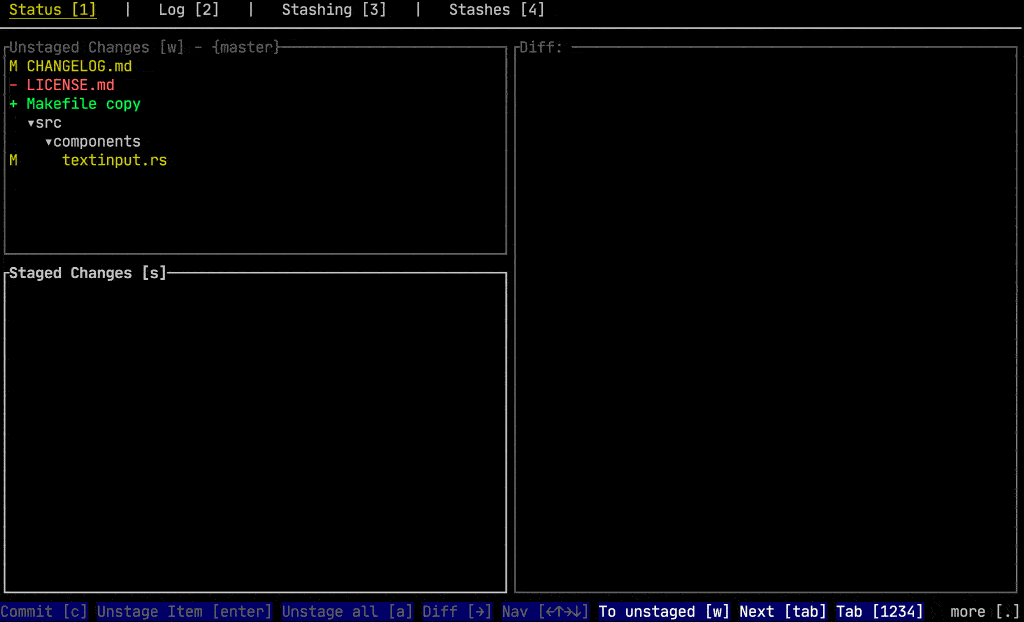 Status [1] | Log [2] | Stashing [3] | Stashes [4]
Unstaged Changes [w] - {master}
M CHANGELOG.md
- LICENSE.md
+ Makefile copy
▾src
▾components
M textinput.rs
Staged Changes [s]
Diff:
Commit [c] Unstage Item [enter] Unstage all [a] Diff [→] Nav [←↑→↓] To unstaged [w] Next [tab] Tab [1234] more [.]